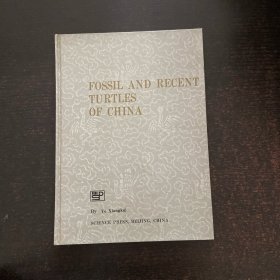 FOSSIL AND RECENT
TURTLES
OF CHINA
By Ye Xiangkui
SCIENCE PRESS, BEIJING, CHINA